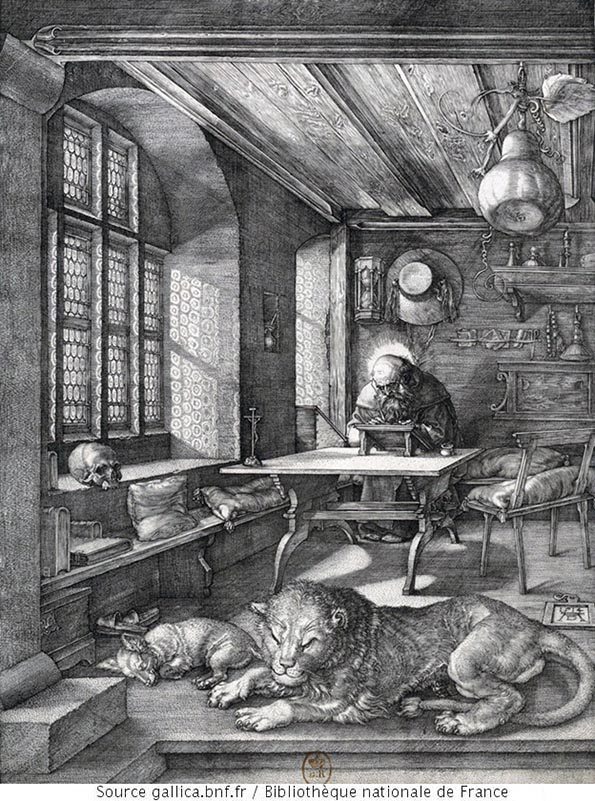 B.R.
Source gallica.bnf.fr / Bibliothèque nationale de France